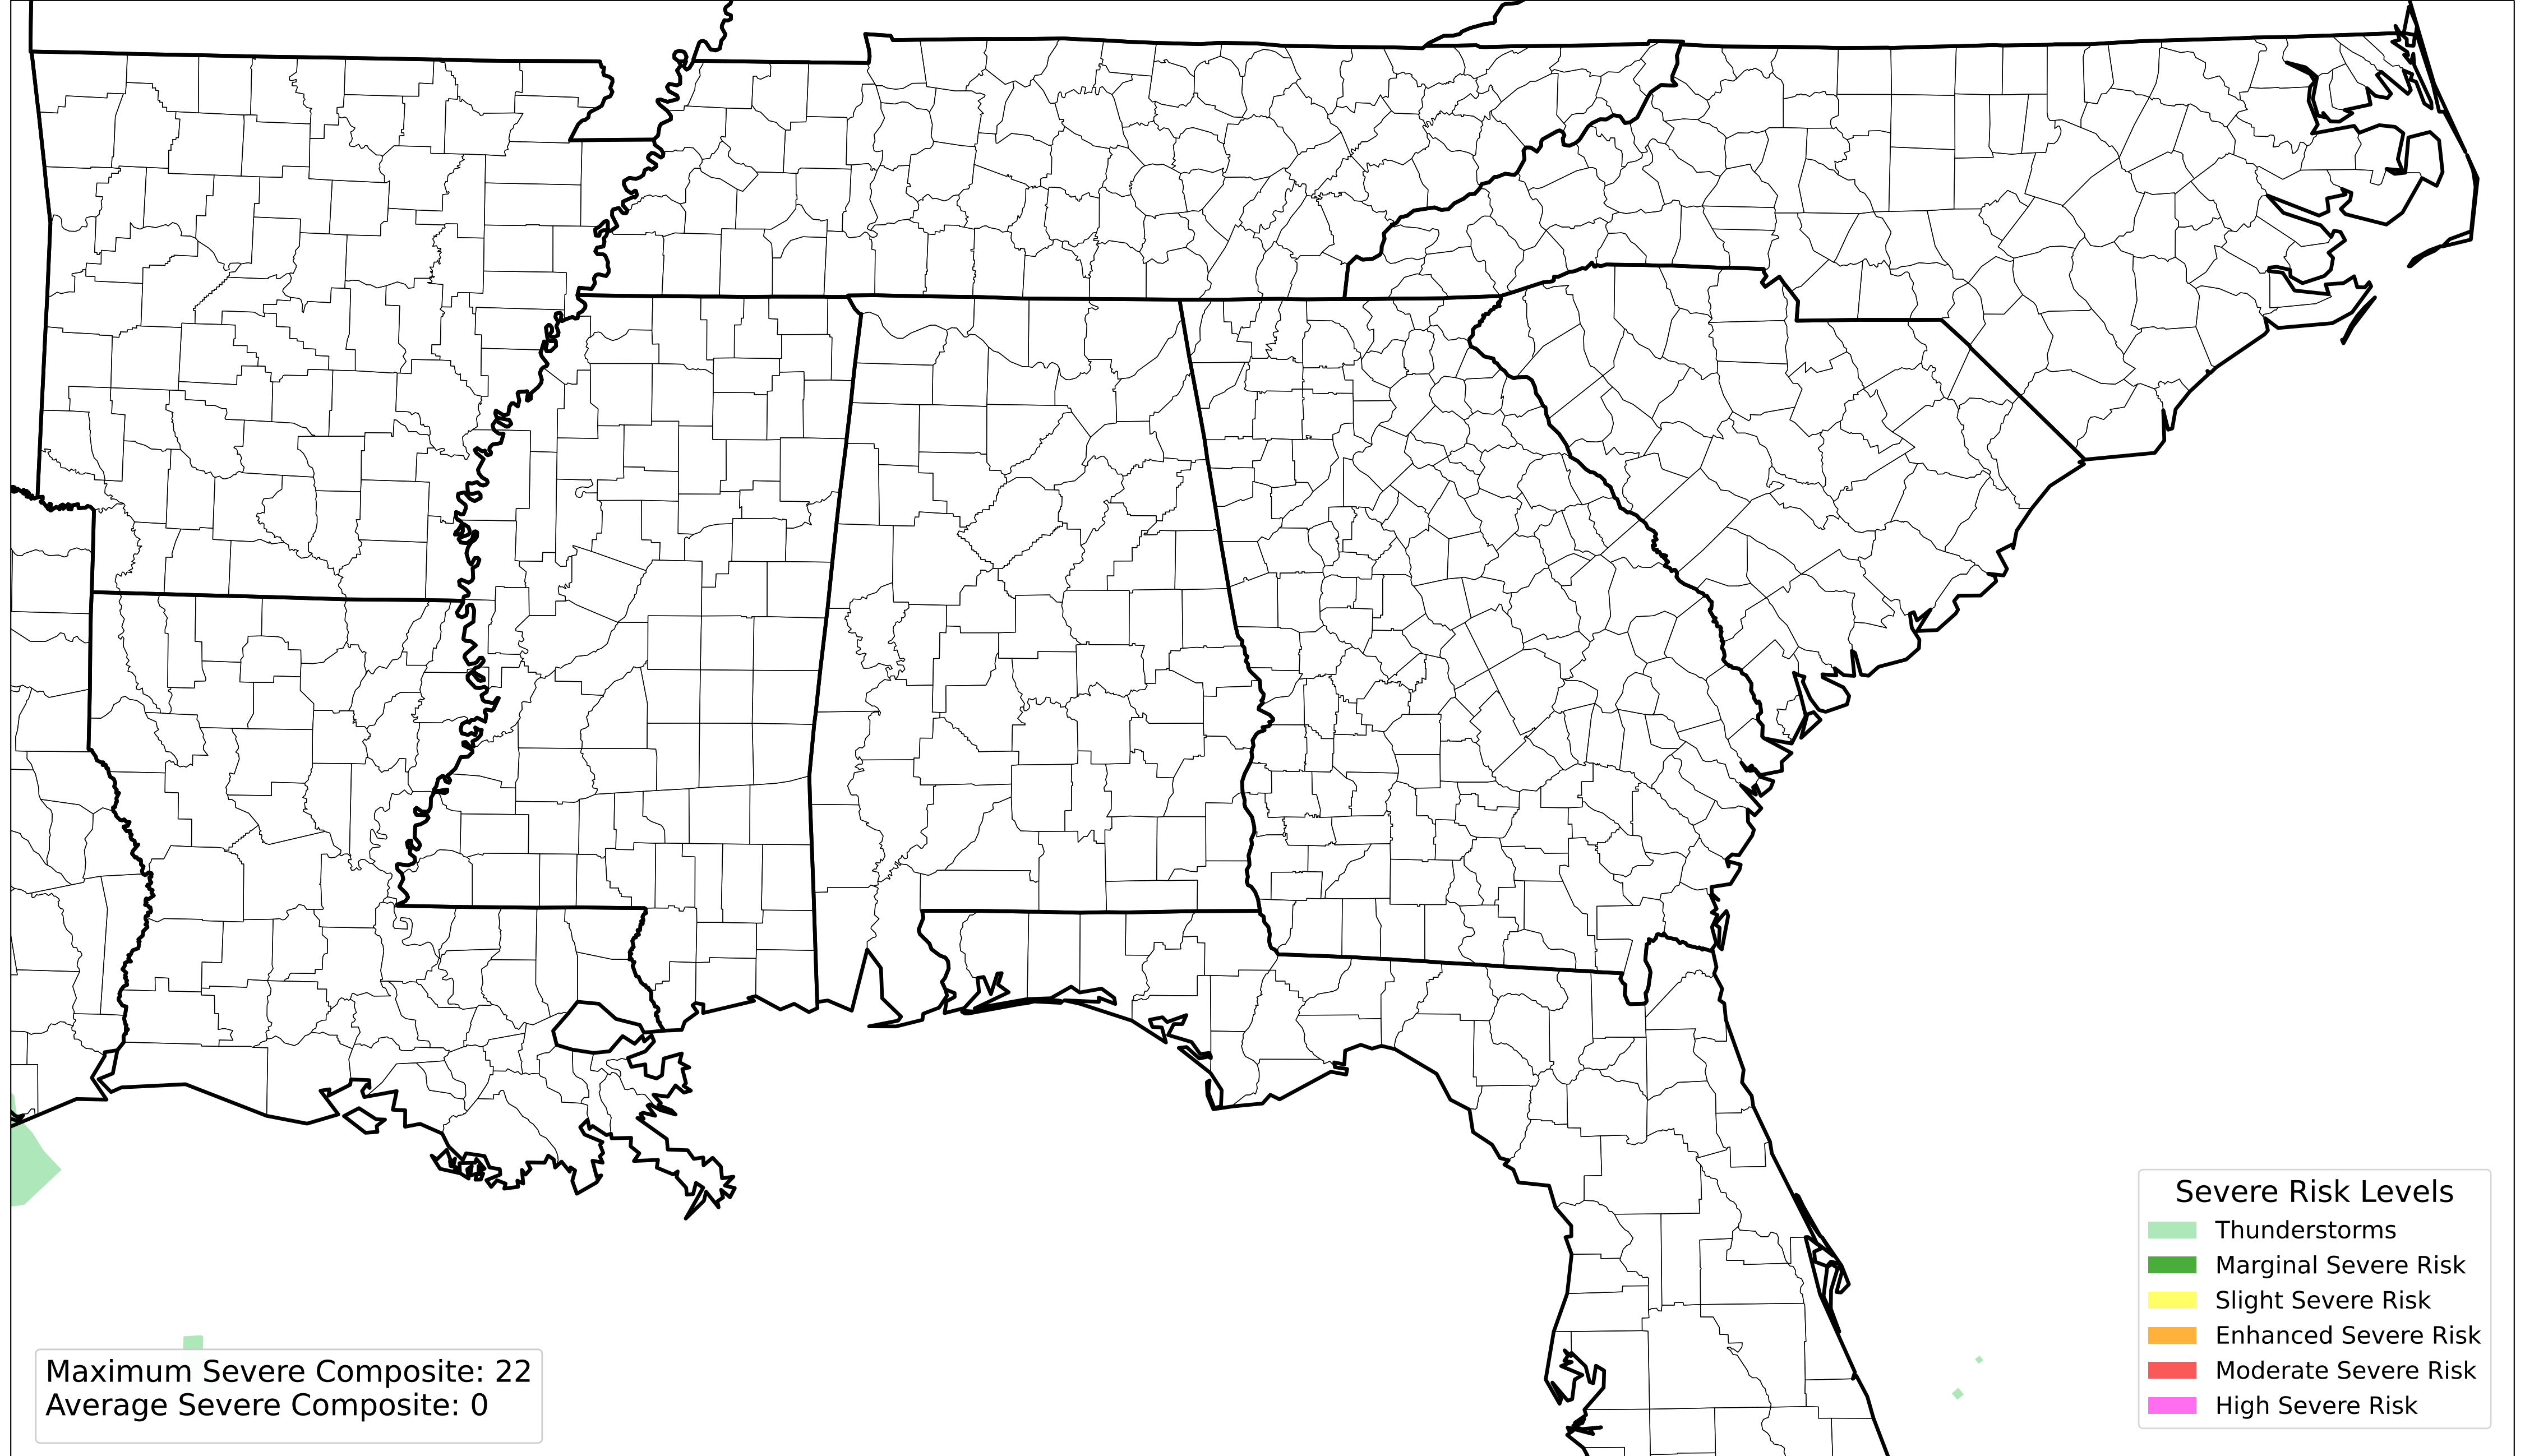 Maximum Severe Composite: 22
Average Severe Composite: 0
Severe Risk Levels
Thunderstorms
Marginal Severe Risk
Slight Severe Risk
Enhanced Severe Risk
Moderate Severe Risk
High Severe Risk